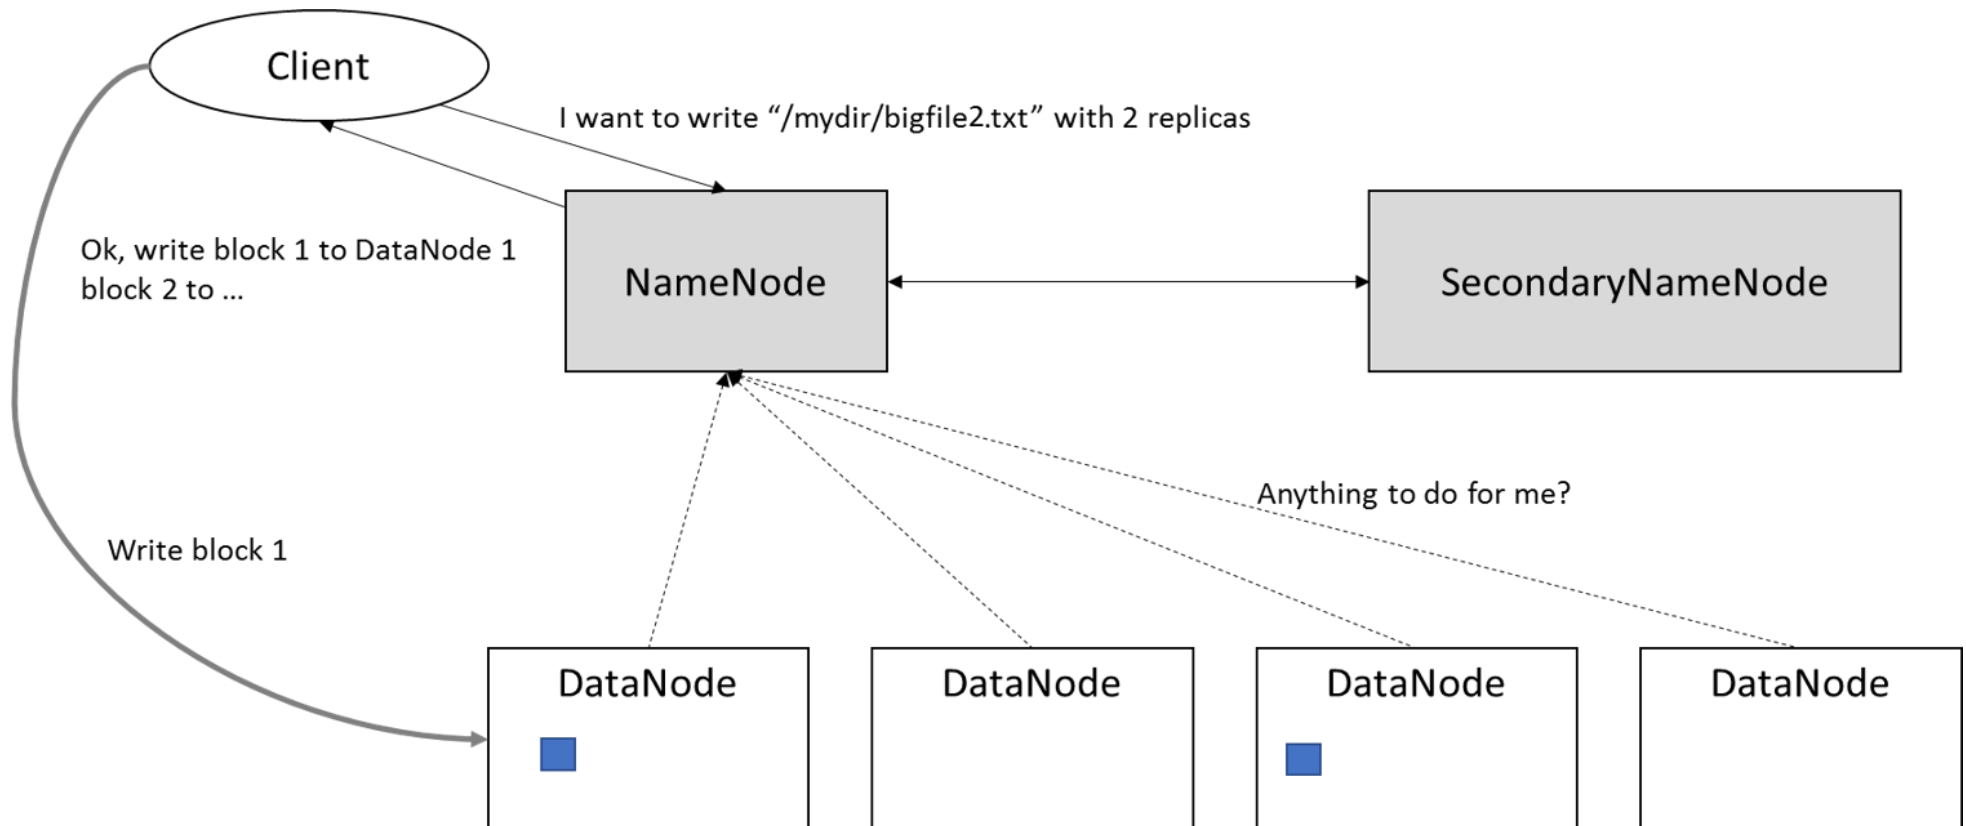 Client
I want to write “/mydir/bigfile2.txt” with 2 replicas
Ok, write block 1 to DataNode 1
block 2 to ...
NameNode
SecondaryNameNode
Anything to do for me?
Write block 1
DataNode
DataNode
DataNode
DataNode